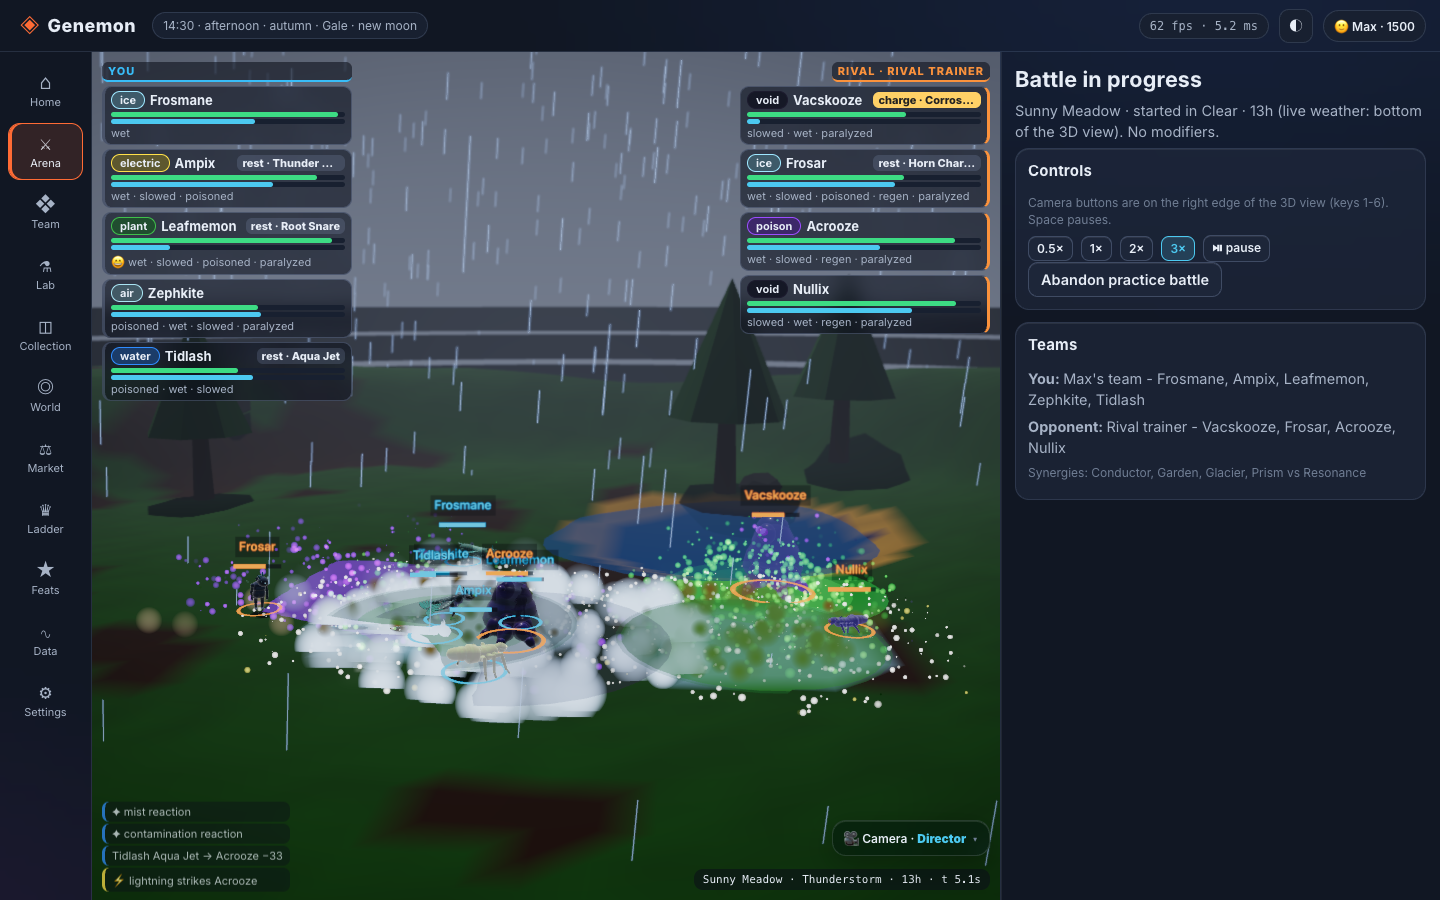 Genemon
14:30 · afternoon · autumn · Gale · new moon
62 fps · 5.2 ms
Max · 1500
Home
Arena
Team
Lab
Collection
World
Market
Ladder
Feats
Data
Settings
YOU
ice Frosmane
wet
electric Ampix rest · Thunder ...
wet · slowed · poisoned
plant Leafmemon rest · Root Snare
wet · slowed · poisoned · paralyzed
air Zephkite
poisoned · wet · slowed · paralyzed
water Tidlash rest · Aqua Jet
poisoned · wet · slowed
RIVAL · RIVAL TRAINER
void Vacskooze charge · Corros...
slowed · wet · paralyzed
ice Frosar rest · Horn Char...
wet · slowed · poisoned · regen · paralyzed
poison Acrooze
wet · slowed · regen · paralyzed
void Nullix
slowed · wet · regen · paralyzed
Vacskooze
Frosmane
Frosar
Tidlash
Acrooze
Nullix
Ampix
mist reaction
contamination reaction
Tidlash Aqua Jet → Acrooze −33
lightning strikes Acrooze
Camera · Director
Sunny Meadow · Thunderstorm · 13h · t 5.1s
Battle in progress
Sunny Meadow · started in Clear · 13h (live weather: bottom
of the 3D view). No modifiers.
Controls
Camera buttons are on the right edge of the 3D view (keys 1-6).
Space pauses.
0.5× 1× 2× 3× pause
Abandon practice battle
Teams
You: Max's team - Frosmane, Ampix, Leafmemon,
Zephkite, Tidlash
Opponent: Rival trainer - Vacskooze, Frosar, Acrooze,
Nullix
Synergies: Conductor, Garden, Glacier, Prism vs Resonance